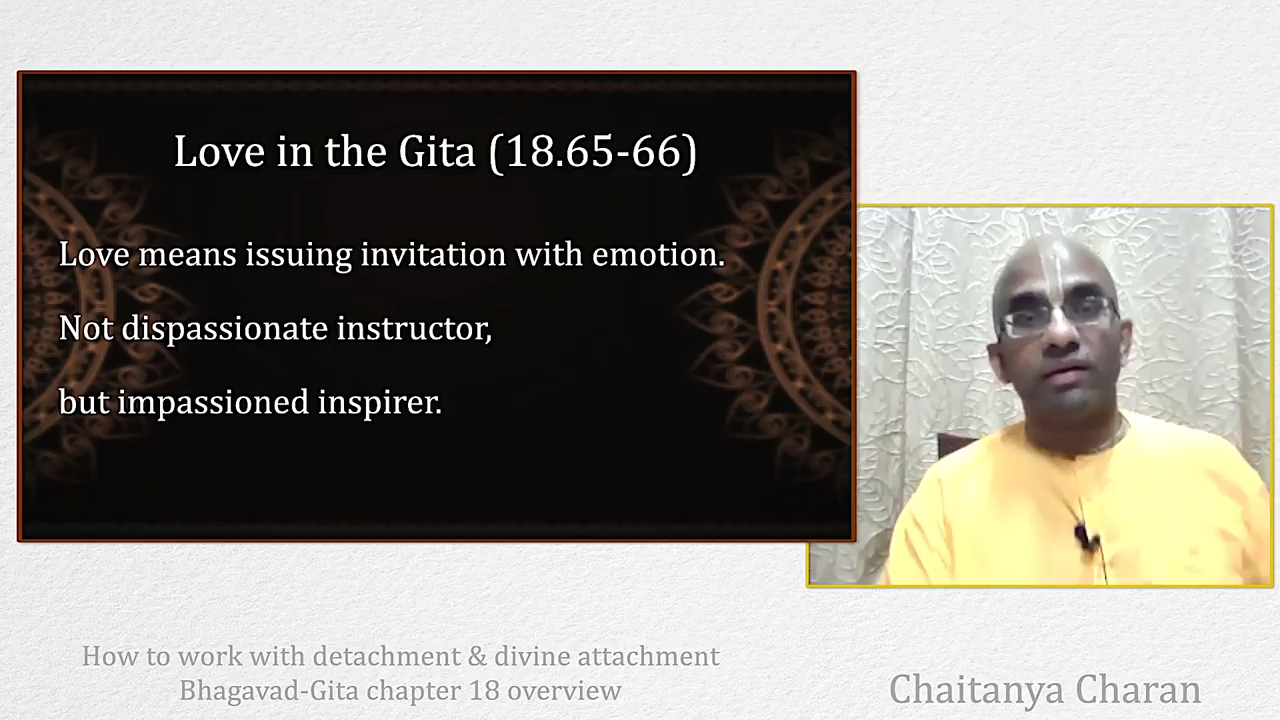 Love in the Gita (18.65-66)
Love means issuing invitation with emotion.
Not dispassionate instructor,
but impassioned inspirer.
How to work with detachment & divine attachment
Bhagavad-Gita chapter 18 overview
Chaitanya Charan